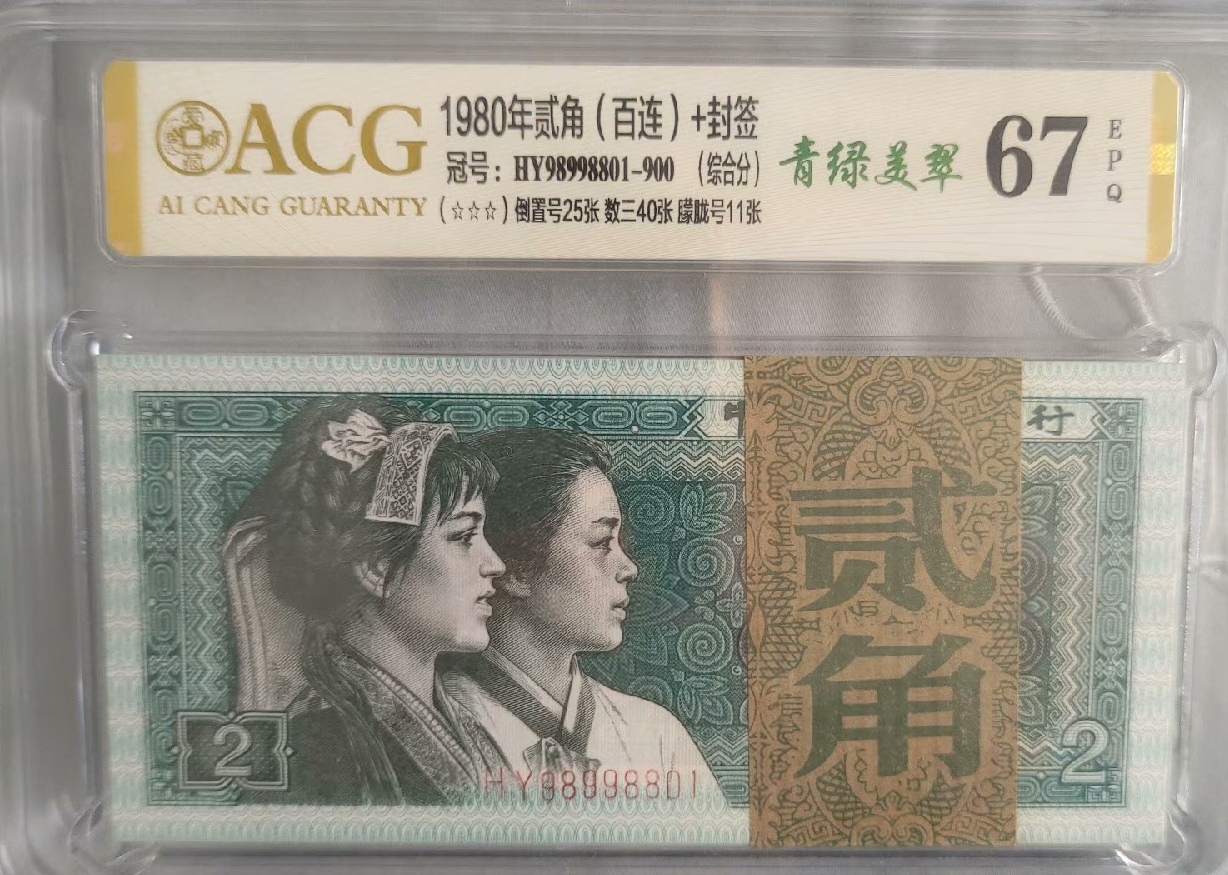 ACG
AI CANG GUARANTY
1980年贰角（百连）+封签
冠号：HY98998801-900 （综合分）
(☆☆☆) 倒置号25张 数三40张 朦胧号11张
青绿美翠
67
EPQ
行
贰角
2
HY98998801
2